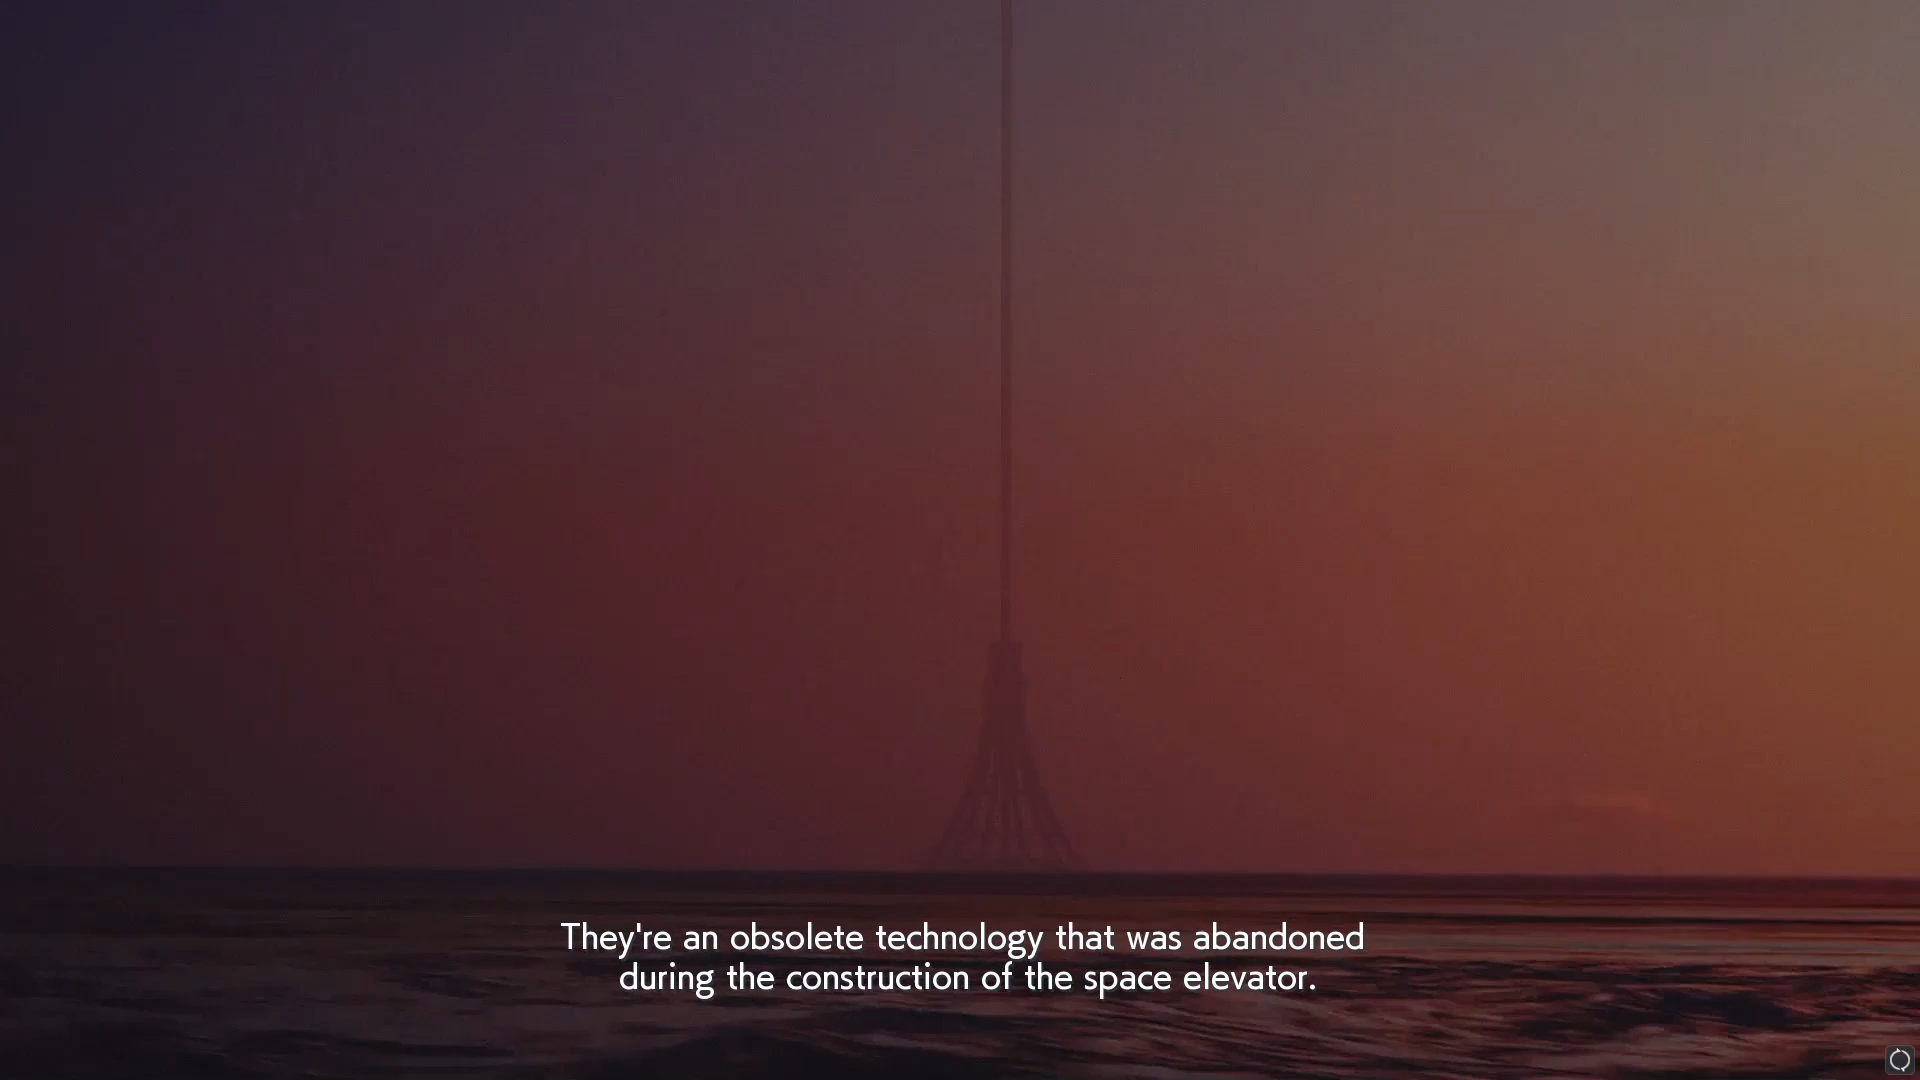 They're an obsolete technology that was abandoned
during the construction of the space elevator.